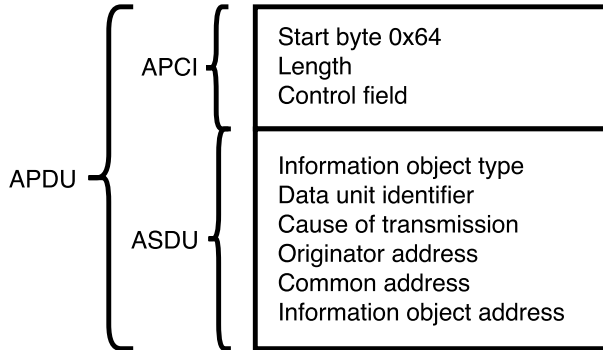 Start byte 0x64
Length
Control field
APCI
APDU
Information object type
Data unit identifier
Cause of transmission
Originator address
Common address
Information object address
ASDU